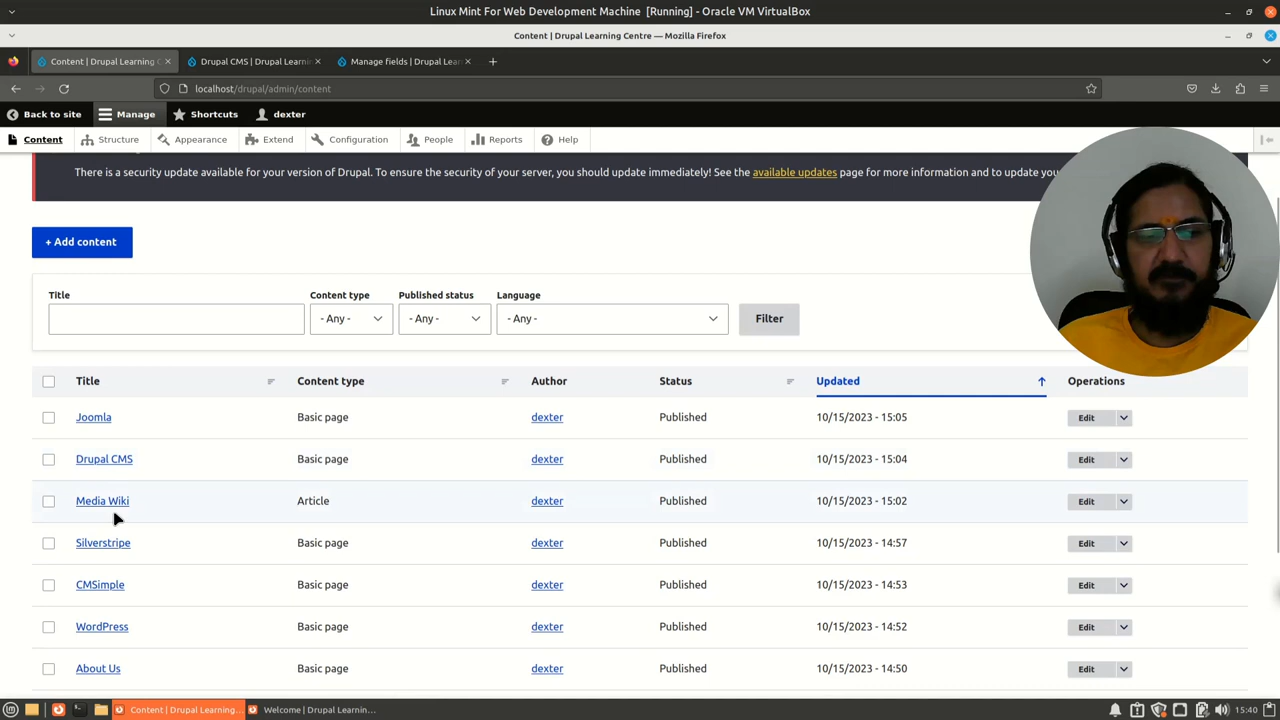 Linux Mint For Web Development Machine [Running] - Oracle VM VirtualBox
Content | Drupal Learning Centre — Mozilla Firefox
Content | Drupal Learning C
Drupal CMS | Drupal Learnin
Manage fields | Drupal Lear
localhost/drupal/admin/content
Back to site
Manage
Shortcuts
dexter
Content
Structure
Appearance
Extend
Configuration
People
Reports
Help
There is a security update available for your version of Drupal. To ensure the security of your server, you should update immediately! See the available updates page for more information and to update you
+ Add content
Title
Content type
Published status
Language
- Any -
- Any -
- Any -
Filter
Title Content type Author Status Updated Operations
Joomla Basic page dexter Published 10/15/2023 - 15:05 Edit
Drupal CMS Basic page dexter Published 10/15/2023 - 15:04 Edit
Media Wiki Article dexter Published 10/15/2023 - 15:02 Edit
Silverstripe Basic page dexter Published 10/15/2023 - 14:57 Edit
CMSimple Basic page dexter Published 10/15/2023 - 14:53 Edit
WordPress Basic page dexter Published 10/15/2023 - 14:52 Edit
About Us Basic page dexter Published 10/15/2023 - 14:50 Edit
Content | Drupal Learning...
Welcome | Drupal Learnin...
15:40